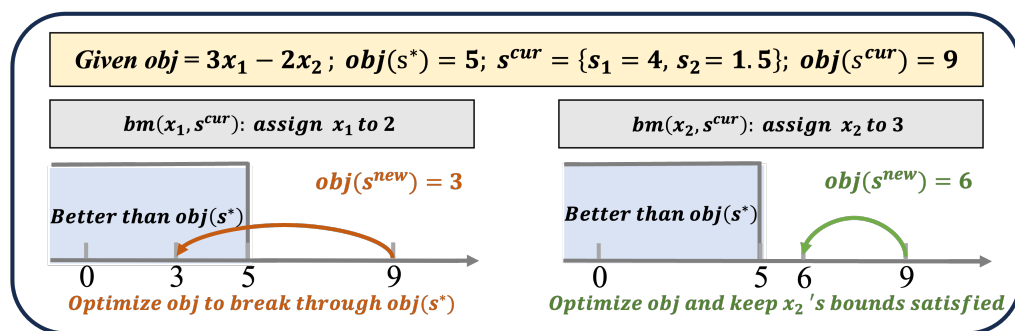 Given obj = 3x₁ − 2x₂ ; obj(s*) = 5; s^cur = {s₁ = 4, s₂ = 1.5}; obj(s^cur) = 9
bm(x₁, s^cur): assign x₁ to 2
obj(s^new) = 3
Better than obj(s*)
0 3 5 9
Optimize obj to break through obj(s*)
bm(x₂, s^cur): assign x₂ to 3
obj(s^new) = 6
Better than obj(s*)
0 5 6 9
Optimize obj and keep x₂'s bounds satisfied